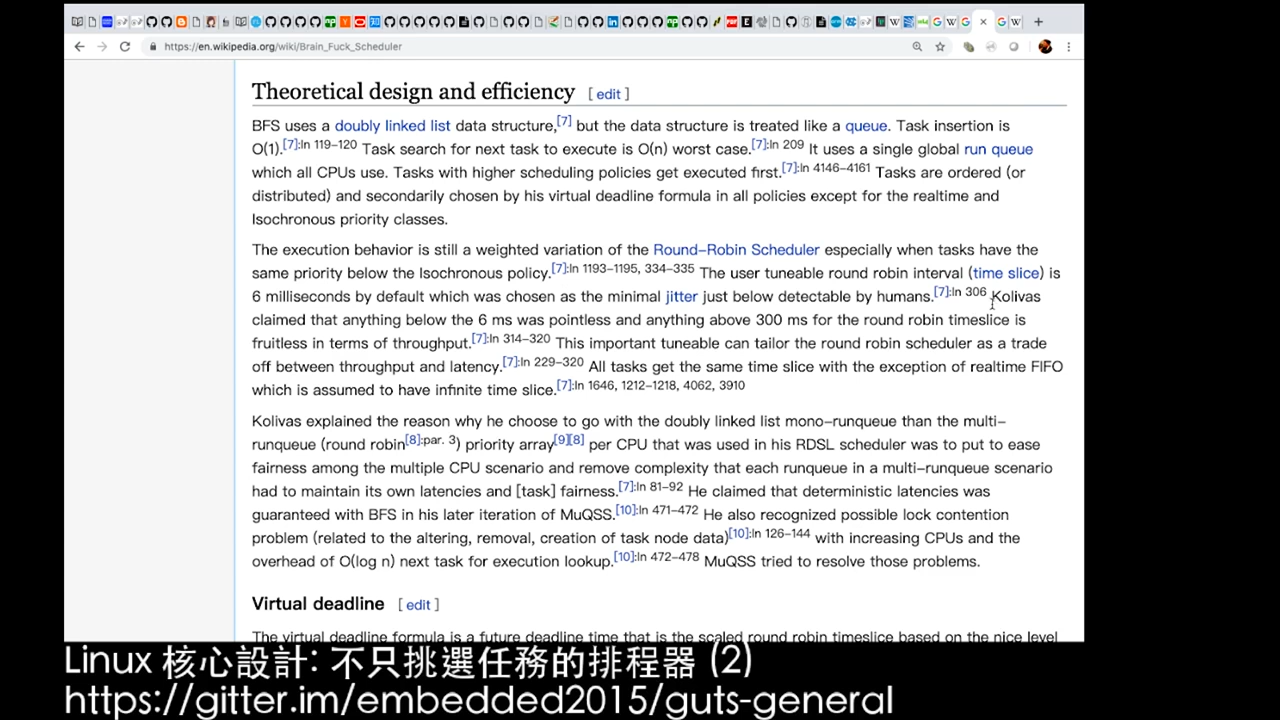 https://en.wikipedia.org/wiki/Brain_Fuck_Scheduler
Theoretical design and efficiency [ edit ]
BFS uses a doubly linked list data structure,[7] but the data structure is treated like a queue. Task insertion is
O(1).[7]:ln 119–120 Task search for next task to execute is O(n) worst case.[7]:ln 209 It uses a single global run queue
which all CPUs use. Tasks with higher scheduling policies get executed first.[7]:ln 4146–4161 Tasks are ordered (or
distributed) and secondarily chosen by his virtual deadline formula in all policies except for the realtime and
Isochronous priority classes.
The execution behavior is still a weighted variation of the Round–Robin Scheduler especially when tasks have the
same priority below the Isochronous policy.[7]:ln 1193–1195, 334–335 The user tuneable round robin interval (time slice) is
6 milliseconds by default which was chosen as the minimal jitter just below detectable by humans.[7]:ln 306 Kolivas
claimed that anything below the 6 ms was pointless and anything above 300 ms for the round robin timeslice is
fruitless in terms of throughput.[7]:ln 314–320 This important tuneable can tailor the round robin scheduler as a trade
off between throughput and latency.[7]:ln 229–320 All tasks get the same time slice with the exception of realtime FIFO
which is assumed to have infinite time slice.[7]:ln 1646, 1212–1218, 4062, 3910
Kolivas explained the reason why he choose to go with the doubly linked list mono–runqueue than the multi–
runqueue (round robin[8]:par. 3) priority array[9][8] per CPU that was used in his RDSL scheduler was to put to ease
fairness among the multiple CPU scenario and remove complexity that each runqueue in a multi–runqueue scenario
had to maintain its own latencies and [task] fairness.[7]:ln 81–92 He claimed that deterministic latencies was
guaranteed with BFS in his later iteration of MuQSS.[10]:ln 471–472 He also recognized possible lock contention
problem (related to the altering, removal, creation of task node data)[10]:ln 126–144 with increasing CPUs and the
overhead of O(log n) next task for execution lookup.[10]:ln 472–478 MuQSS tried to resolve those problems.
Virtual deadline [ edit ]
The virtual deadline formula is a future deadline time that is the scaled round robin timeslice based on the nice level
Linux 核心設計: 不只挑選任務的排程器 (2)
https://gitter.im/embedded2015/guts-general